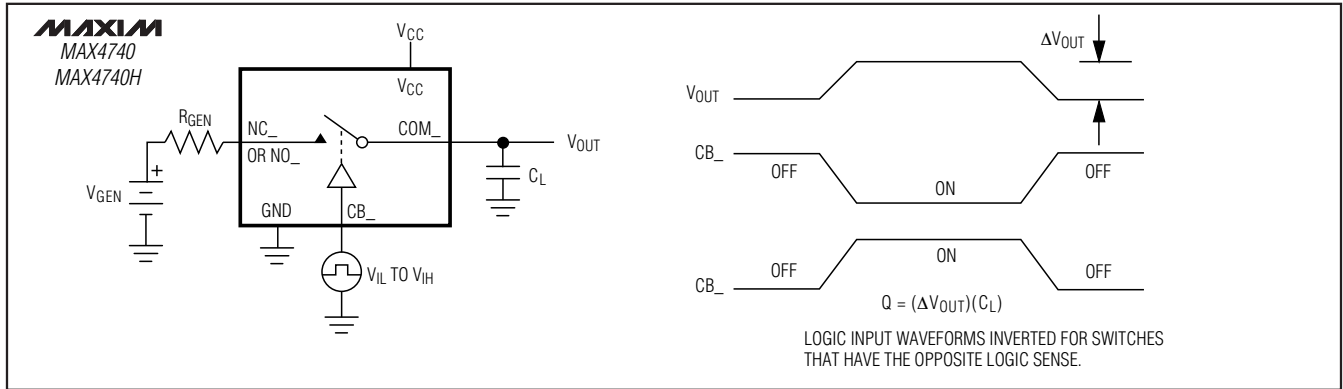 MAXIM
MAX4740
MAX4740H
VCC
VCC
RGEN
NC_
OR NO_
COM_
VOUT
CL
+
VGEN
GND
CB_
VIL TO VIH
ΔVOUT
VOUT
CB_
OFF
ON
OFF
CB_
OFF
ON
OFF
Q = (ΔVOUT)(CL)
LOGIC INPUT WAVEFORMS INVERTED FOR SWITCHES
THAT HAVE THE OPPOSITE LOGIC SENSE.